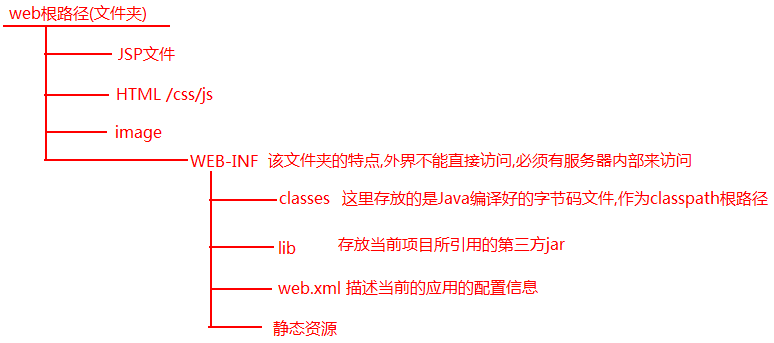 web根路径(文件夹)
JSP文件
HTML /css/js
image
WEB-INF 该文件夹的特点,外界不能直接访问,必须有服务器内部来访问
classes 这里存放的是Java编译好的字节码文件,作为classpath根路径
lib 存放当前项目所引用的第三方jar
web.xml 描述当前的应用的配置信息
静态资源